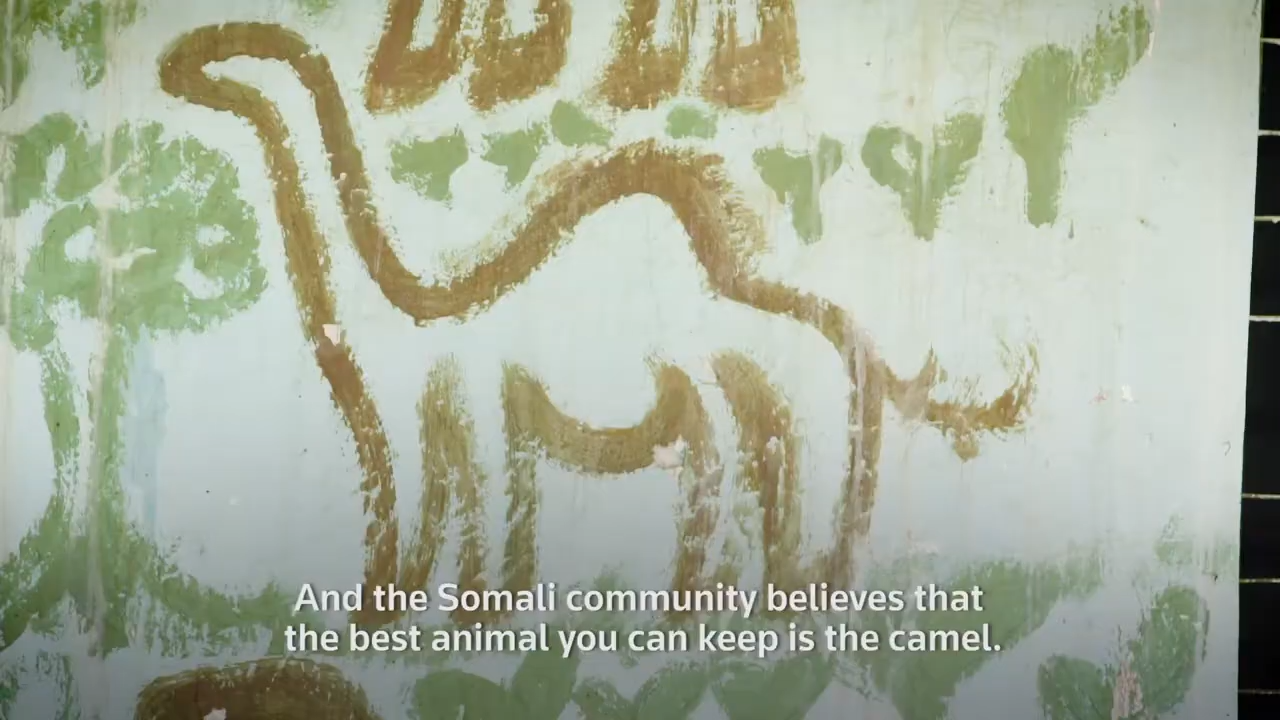 And the Somali community believes that
the best animal you can keep is the camel.